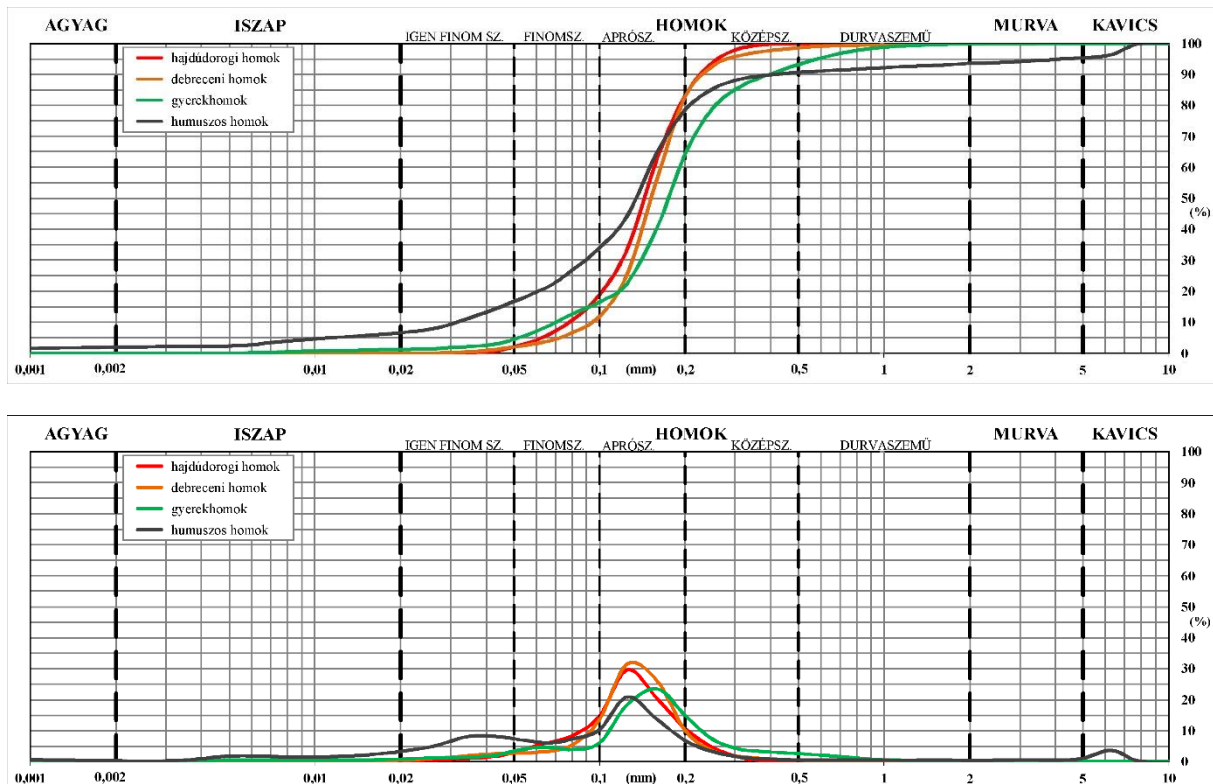 AGYAG ISZAP HOMOK MURVA KAVICS
IGEN FINOM SZ. FINOMSZ. APRÓSZ. KÖZÉPSZ. DURVASZEMŰ
hajdúdorogi homok
debreceni homok
gyerekhomok
humuszos homok
100
90
80
70
60
50
(%)
40
30
20
10
0
0,001 0,002 0,01 0,02 0,05 0,1 (mm) 0,2 0,5 1 2 5 10
AGYAG ISZAP HOMOK MURVA KAVICS
IGEN FINOM SZ. FINOMSZ. APRÓSZ. KÖZÉPSZ. DURVASZEMŰ
hajdúdorogi homok
debreceni homok
gyerekhomok
humuszos homok
100
90
80
70
60
50
(%)
40
30
20
10
0
0,001 0,002 0,01 0,02 0,05 0,1 (mm) 0,2 0,5 1 2 5 10